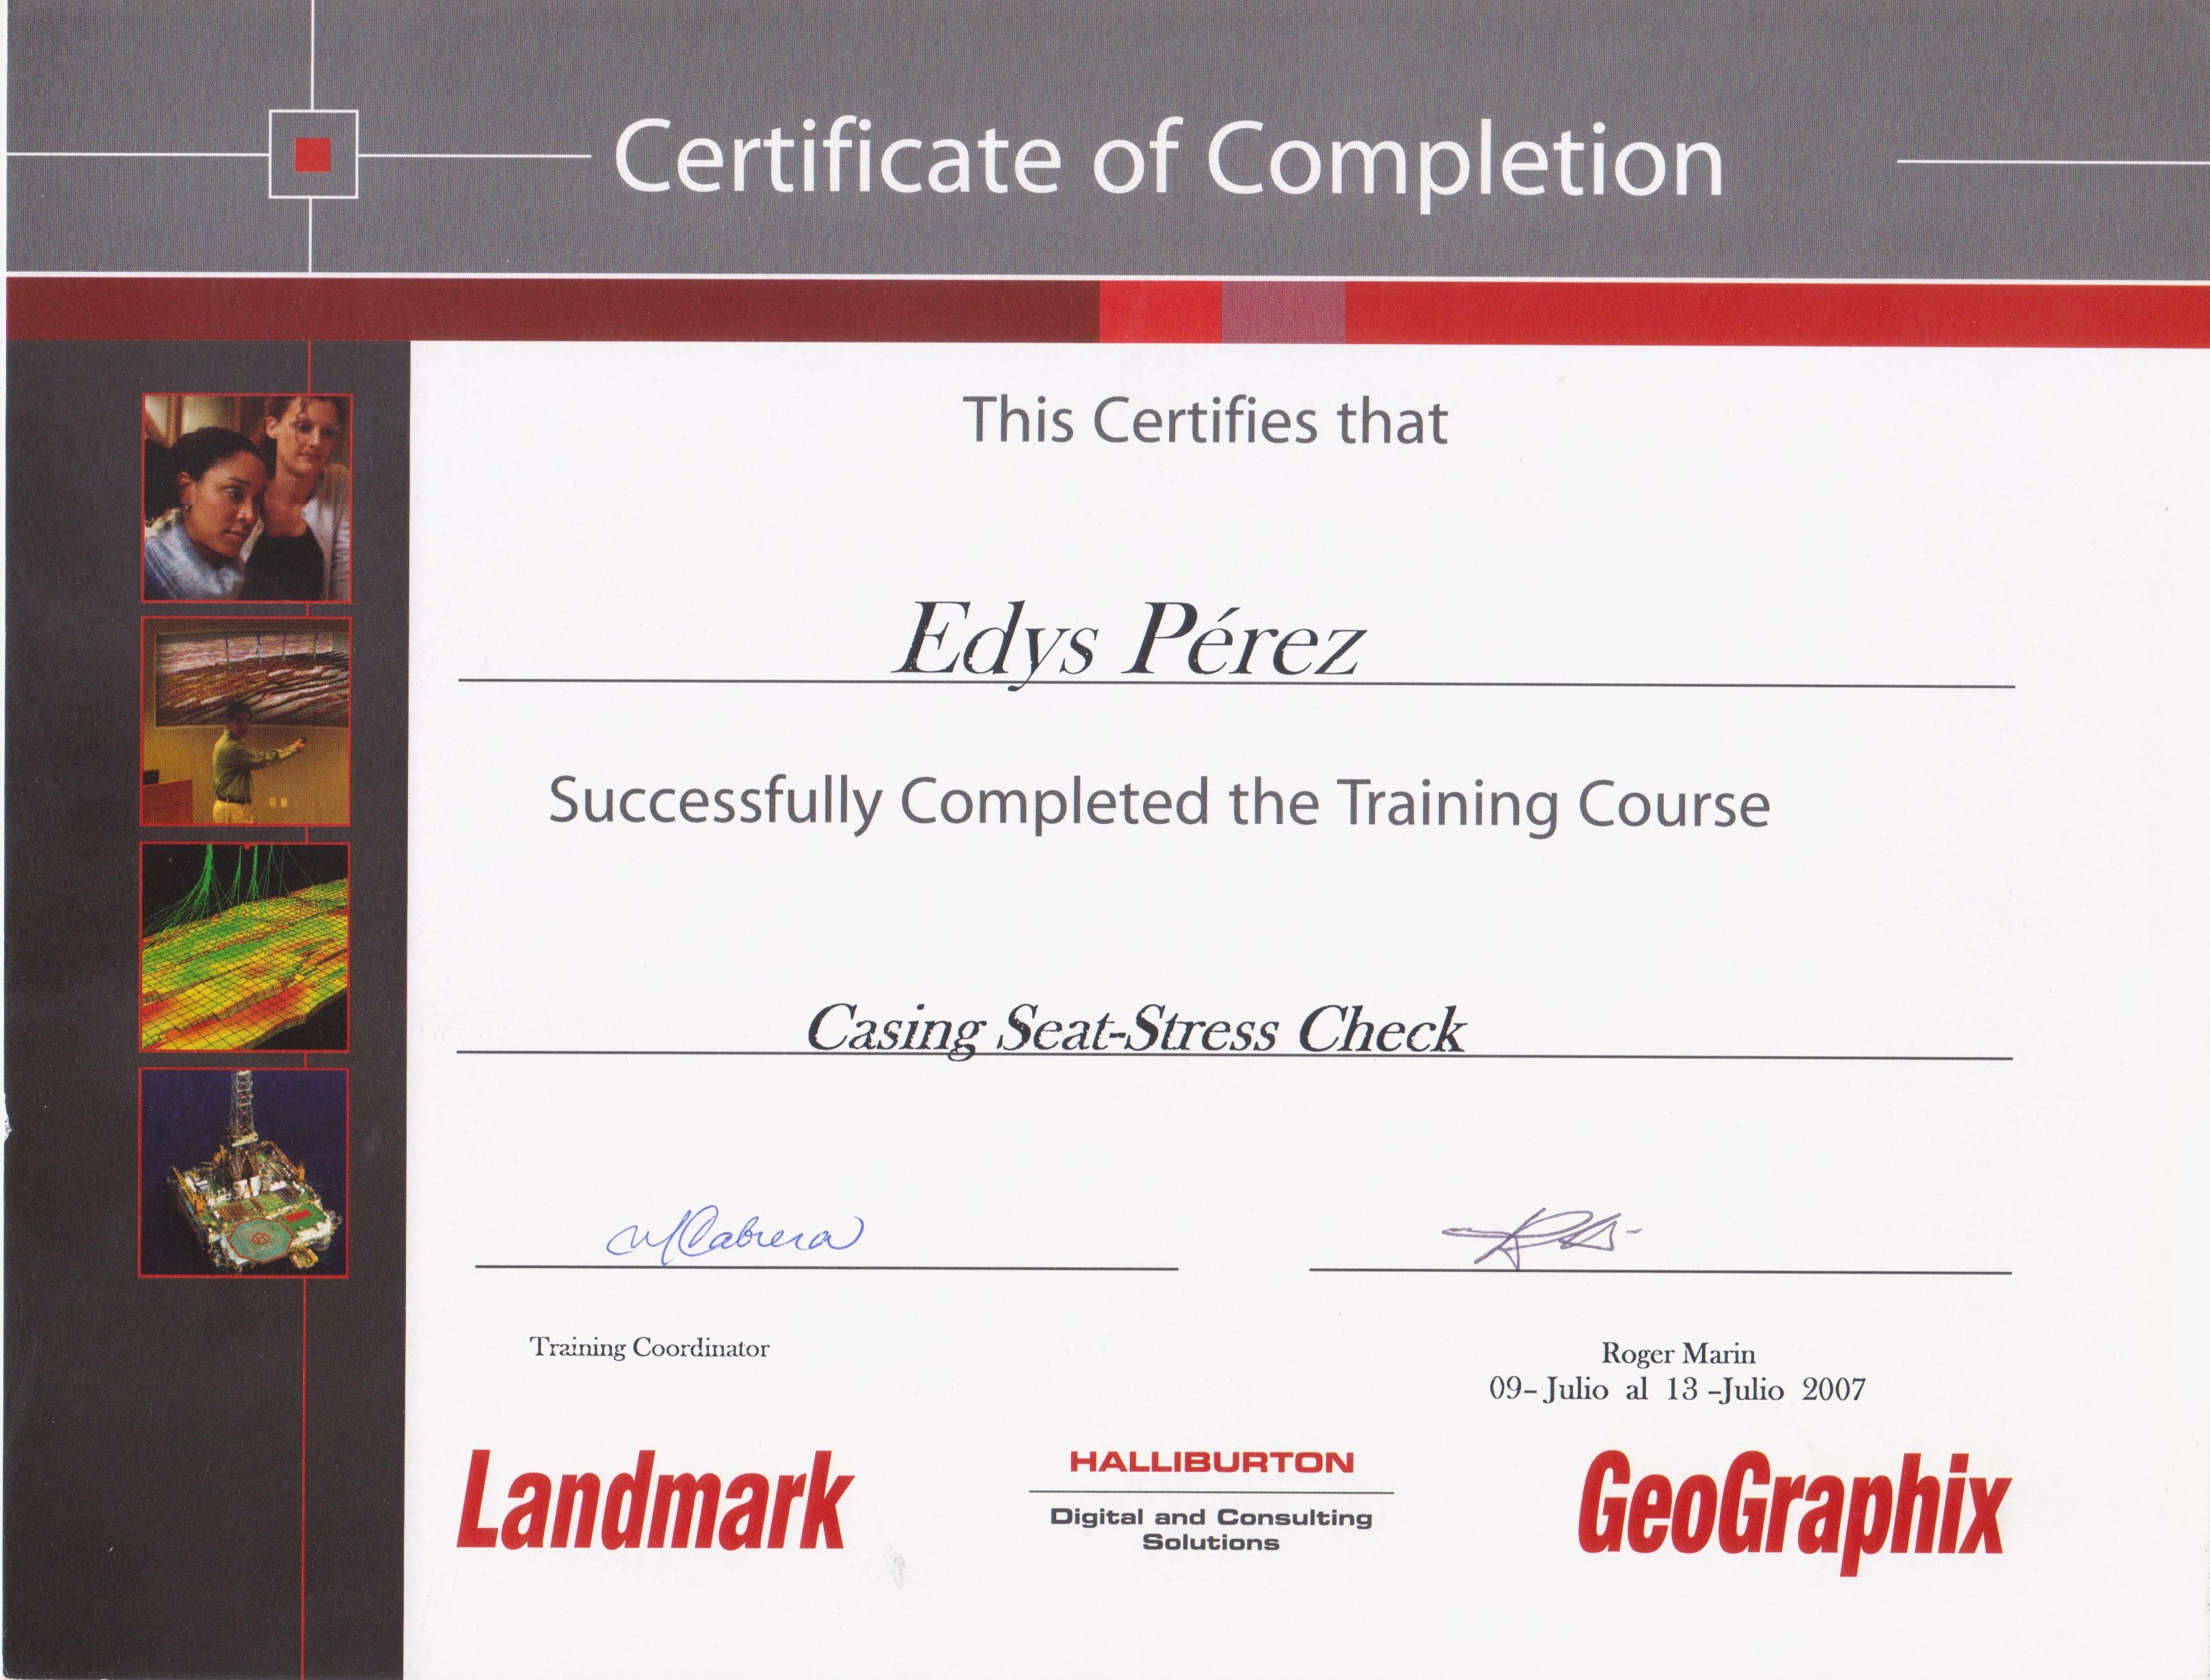 Certificate of Completion
This Certifies that
Edys Pérez
Successfully Completed the Training Course
Casing Seat-Stress Check
Cabrera
Training Coordinator
Roger Marin
09- Julio al 13 -Julio 2007
Landmark
HALLIBURTON
Digital and Consulting
Solutions
GeoGraphix